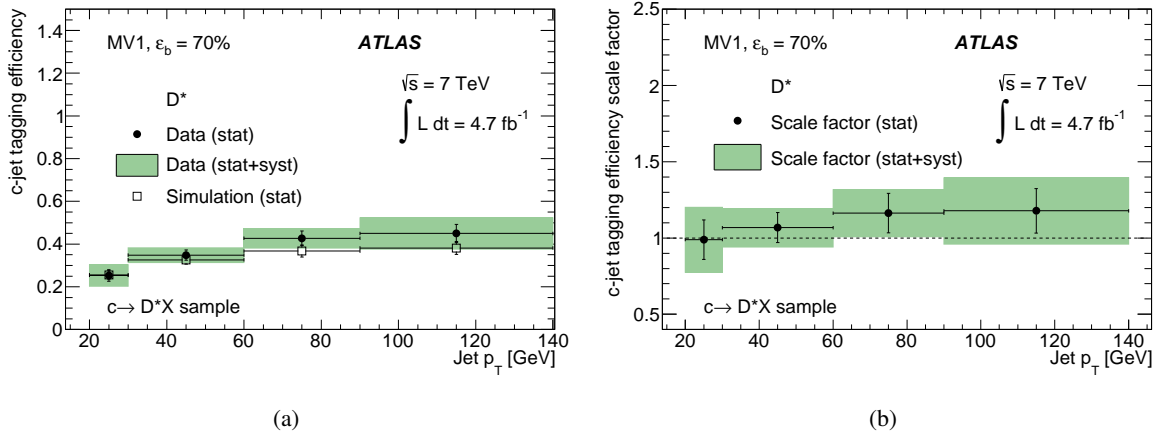 c-jet tagging efficiency
1.4
1.2
1
0.8
0.6
0.4
0.2
0
MV1, ε_b = 70%
ATLAS
√s = 7 TeV
∫ L dt = 4.7 fb⁻¹
D*
Data (stat)
Data (stat+syst)
Simulation (stat)
c→ D*X sample
20 40 60 80 100 120 140
Jet p_T [GeV]
(a)
c-jet tagging efficiency scale factor
2.5
2
1.5
1
0.5
MV1, ε_b = 70%
ATLAS
√s = 7 TeV
∫ L dt = 4.7 fb⁻¹
D*
Scale factor (stat)
Scale factor (stat+syst)
c→ D*X sample
20 40 60 80 100 120 140
Jet p_T [GeV]
(b)